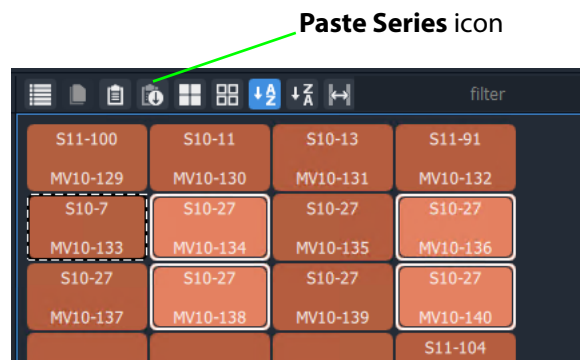 Paste Series icon
A Z Z A filter
S11-100 S10-11 S10-13 S11-91
MV10-129 MV10-130 MV10-131 MV10-132
S10-7 S10-27 S10-27 S10-27
MV10-133 MV10-134 MV10-135 MV10-136
S10-27 S10-27 S10-27 S10-27
MV10-137 MV10-138 MV10-139 MV10-140
S11-104